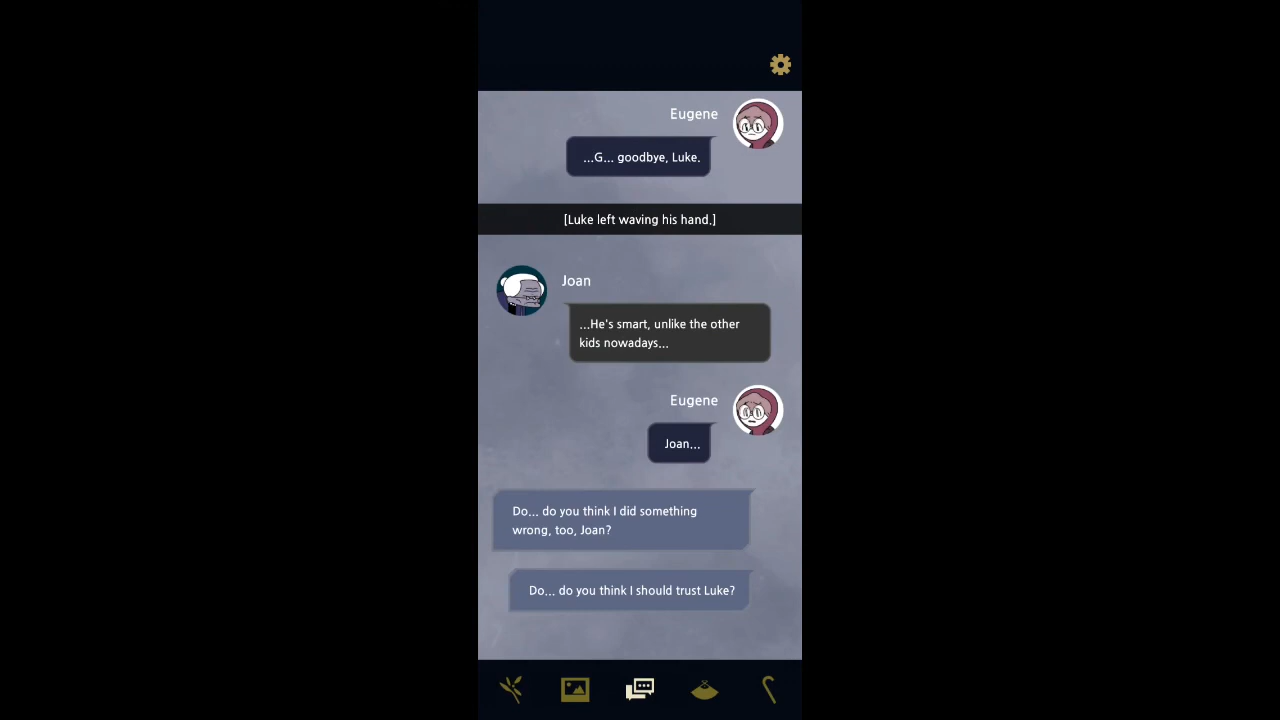 Eugene
...G... goodbye, Luke.
[Luke left waving his hand.]
Joan
...He's smart, unlike the other
kids nowadays...
Eugene
Joan...
Do... do you think I did something
wrong, too, Joan?
Do... do you think I should trust Luke?